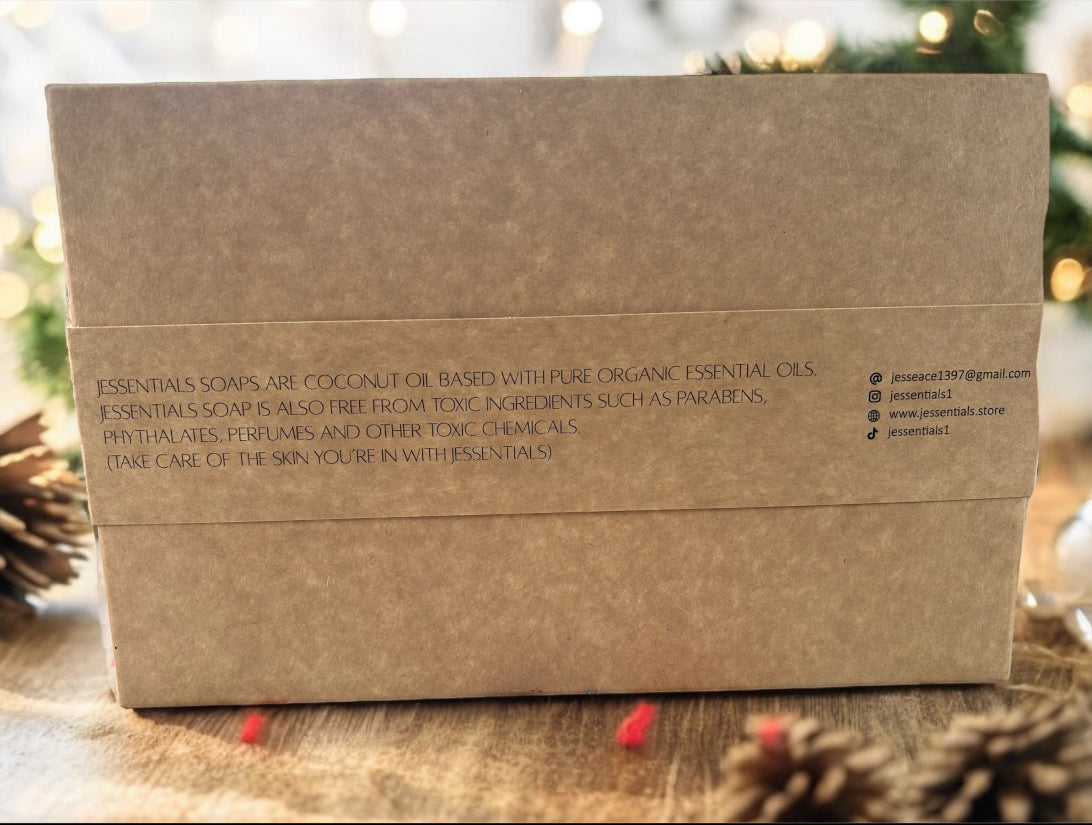 JESSENTIALS SOAPS ARE COCONUT OIL BASED WITH PURE ORGANIC ESSENTIAL OILS.
JESSENTIALS SOAP IS ALSO FREE FROM TOXIC INGREDIENTS SUCH AS PARABENS,
PHYTHALATES, PERFUMES AND OTHER TOXIC CHEMICALS.
(TAKE CARE OF THE SKIN YOU'RE IN WITH JESSENTIALS)
jesseace1397@gmail.com
jessentials1
www.jessentials.store
jessentials1